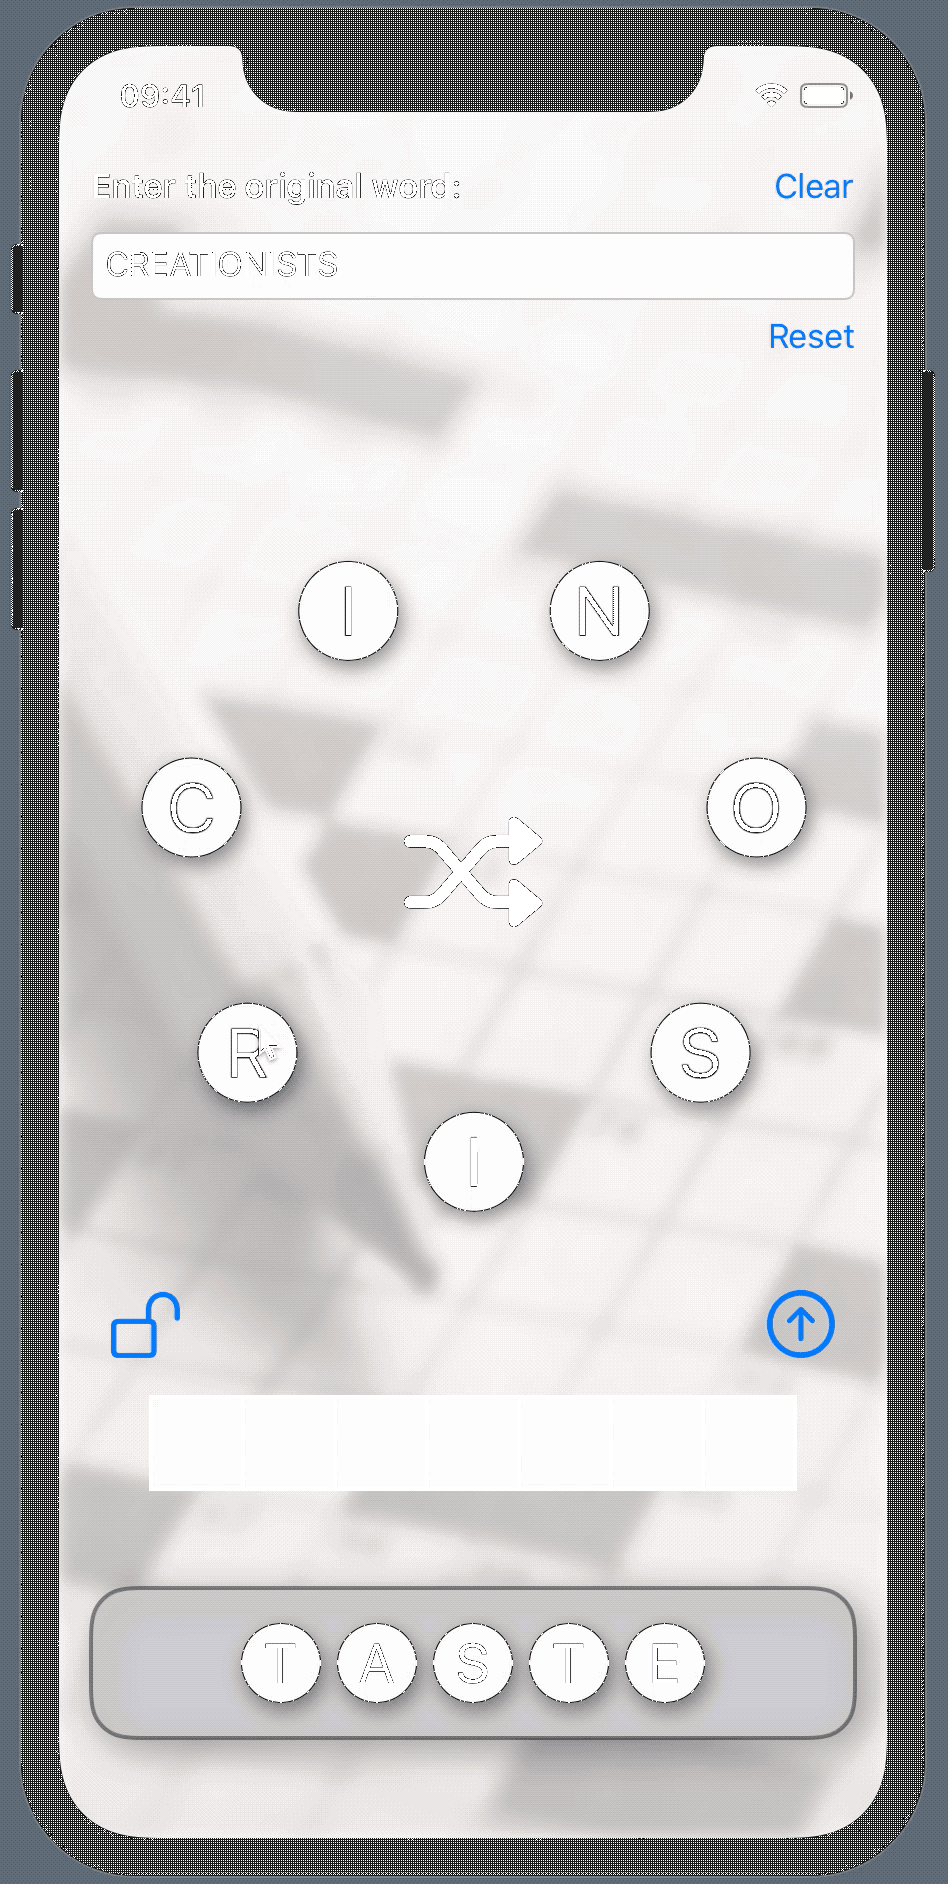 09:41
Enter the original word: Clear
CREATIONISTS
Reset
I N
C O
R S
I
T A S T E